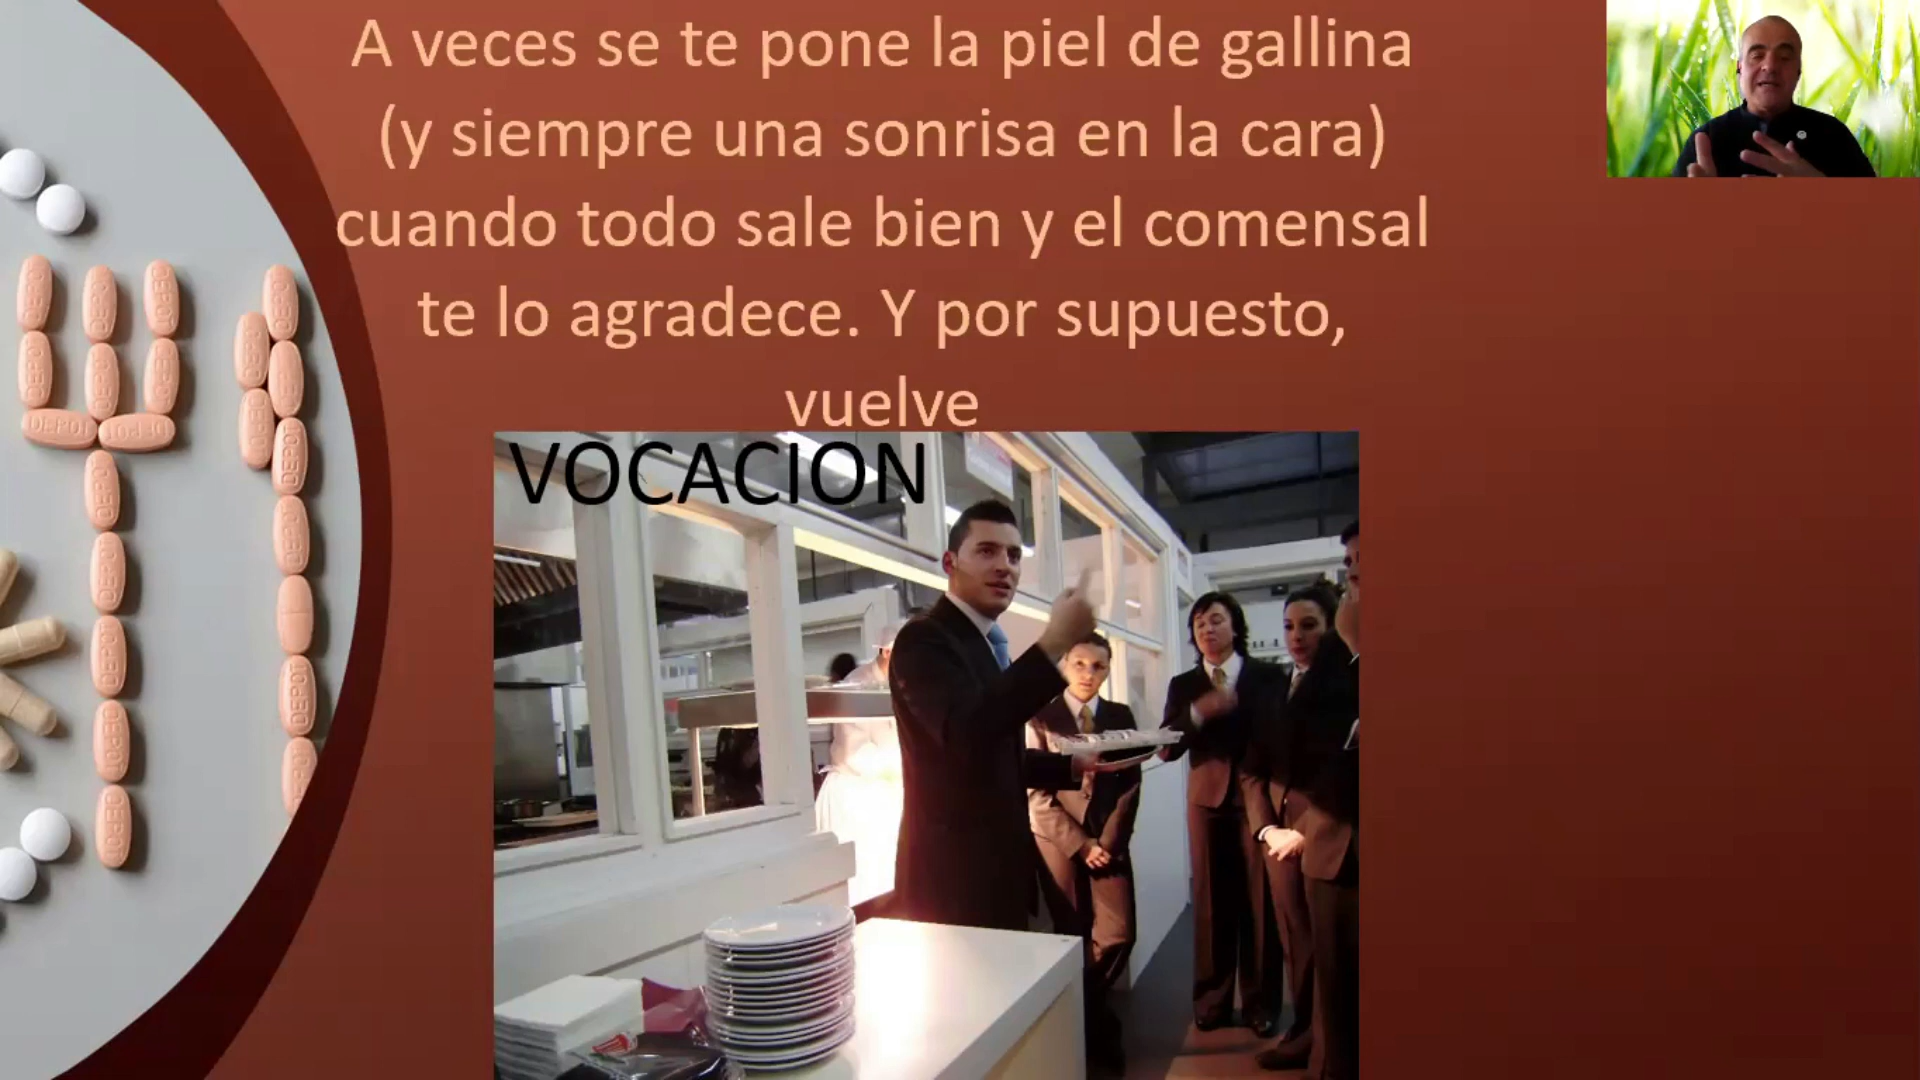 A veces se te pone la piel de gallina
(y siempre una sonrisa en la cara)
cuando todo sale bien y el comensal
te lo agradece. Y por supuesto,
vuelve
VOCACION